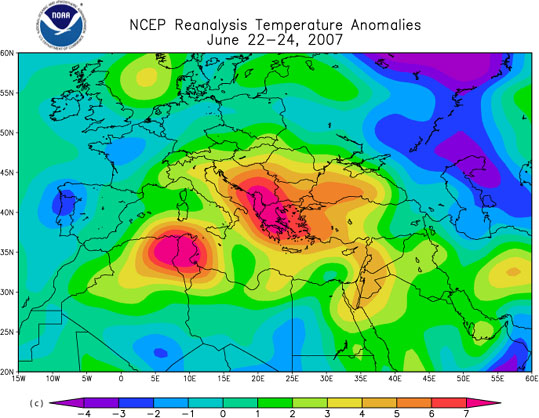 NOAA
NCEP Reanalysis Temperature Anomalies
June 22-24, 2007
60N
55N
50N
45N
40N
35N
30N
25N
20N
15W 10W 5W 0 5E 10E 15E 20E 25E 30E 35E 40E 45E 50E 55E 60E
(c) -4 -3 -2 -1 0 1 2 3 4 5 6 7